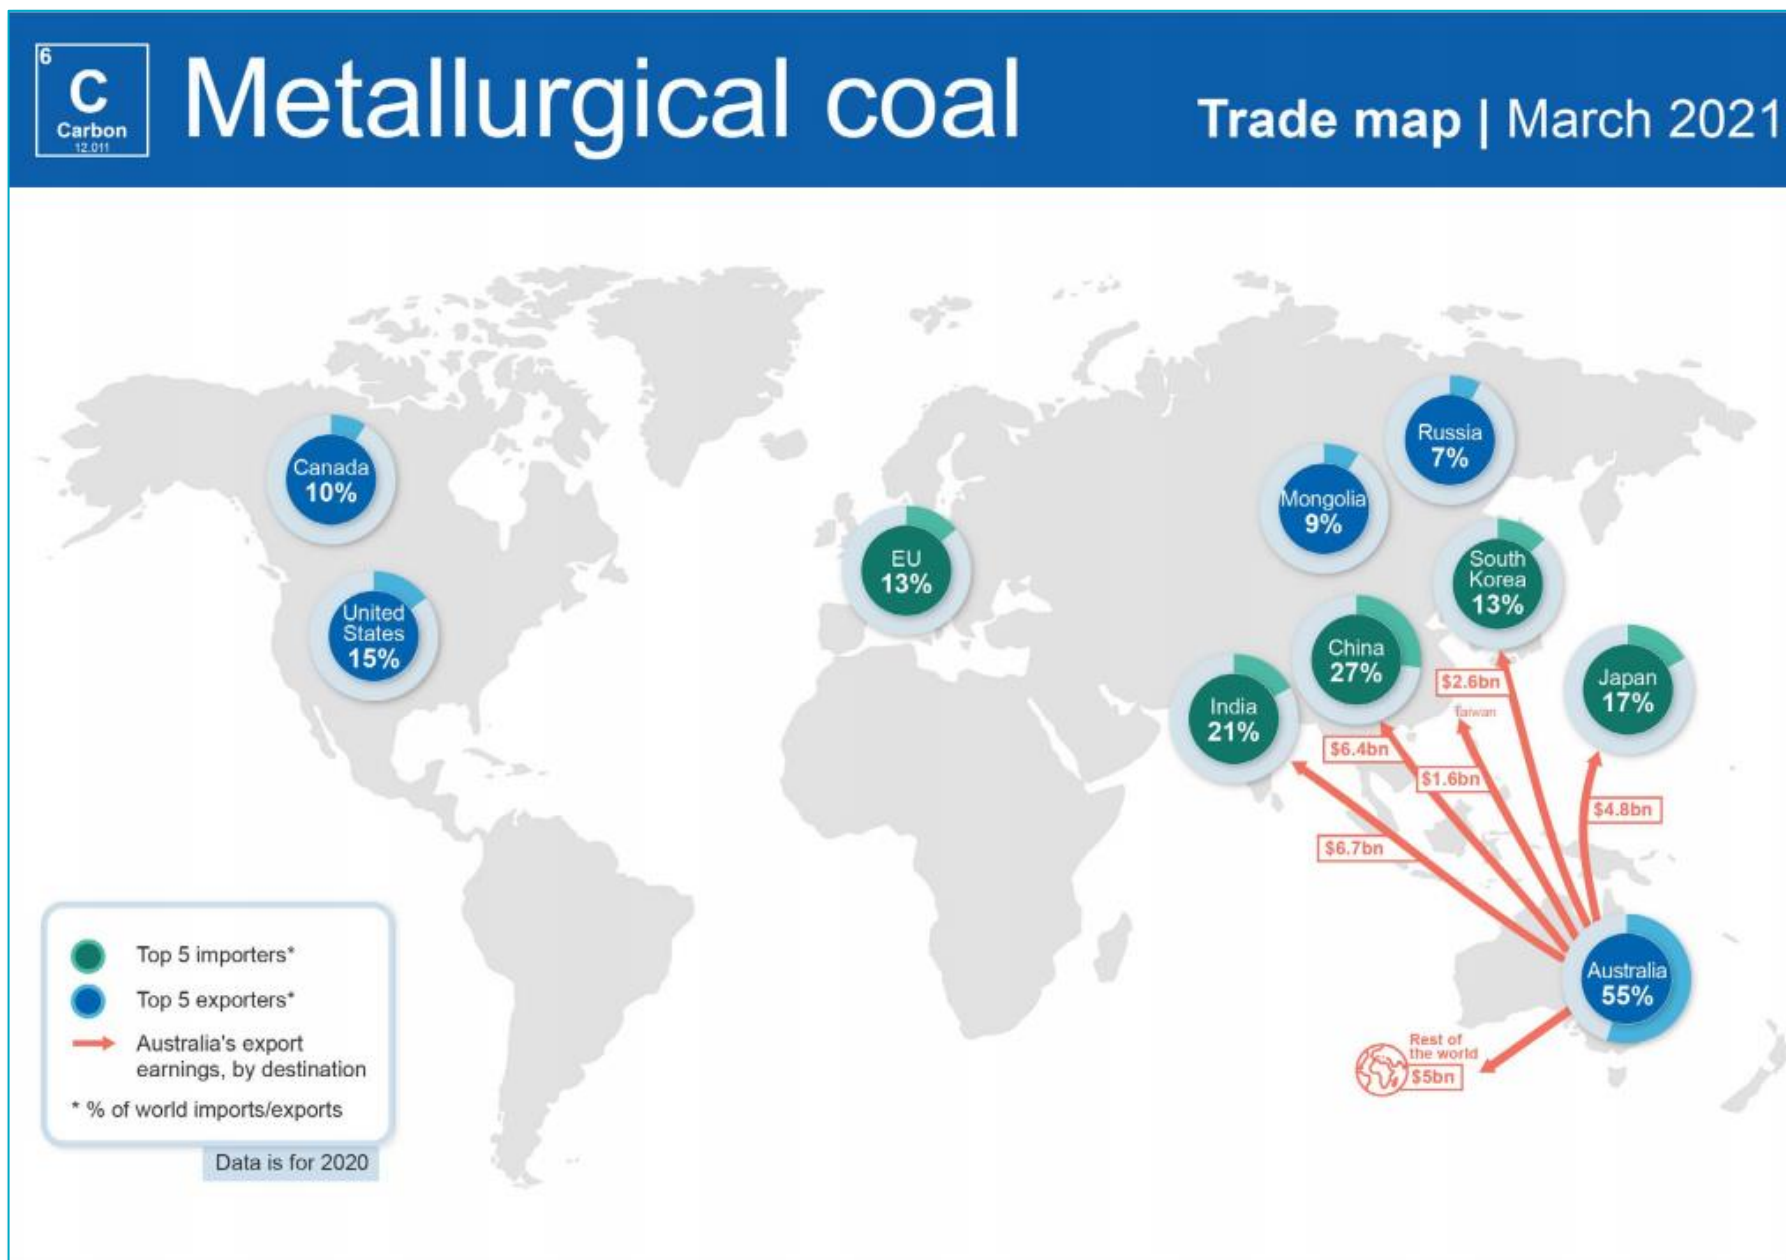 6
C
Carbon
12.011
Metallurgical coal
Trade map | March 2021
Canada
10%
United
States
15%
EU
13%
Russia
7%
Mongolia
9%
South
Korea
13%
China
27%
India
21%
Japan
17%
$2.6bn
Taiwan
$6.4bn
$1.6bn
$4.8bn
$6.7bn
Australia
55%
Rest of
the world
$5bn
Top 5 importers*
Top 5 exporters*
Australia's export
earnings, by destination
* % of world imports/exports
Data is for 2020